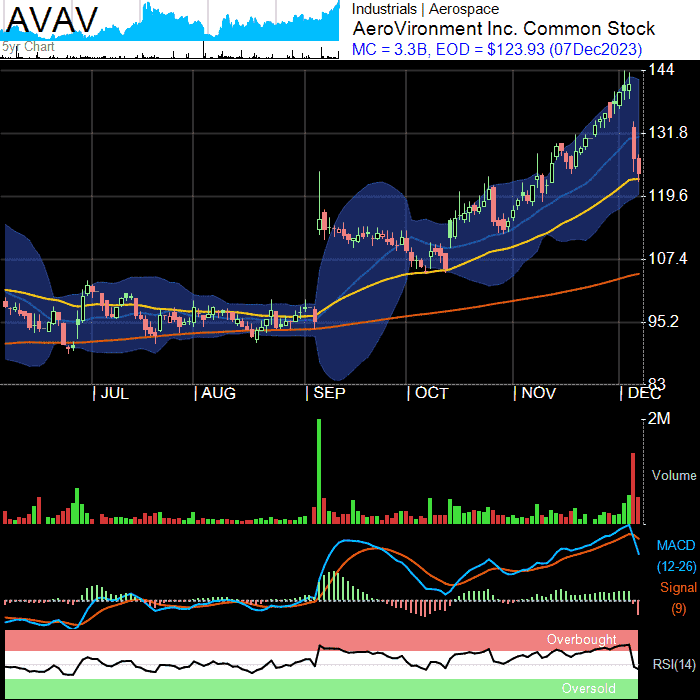 AVAV
5yr Chart
Industrials | Aerospace
AeroVironment Inc. Common Stock
MC = 3.3B, EOD = $123.93 (07Dec2023)
144
131.8
119.6
107.4
95.2
83
JUL AUG SEP OCT NOV DEC
2M
Volume
MACD
(12-26)
Signal
(9)
Overbought
RSI(14)
Oversold